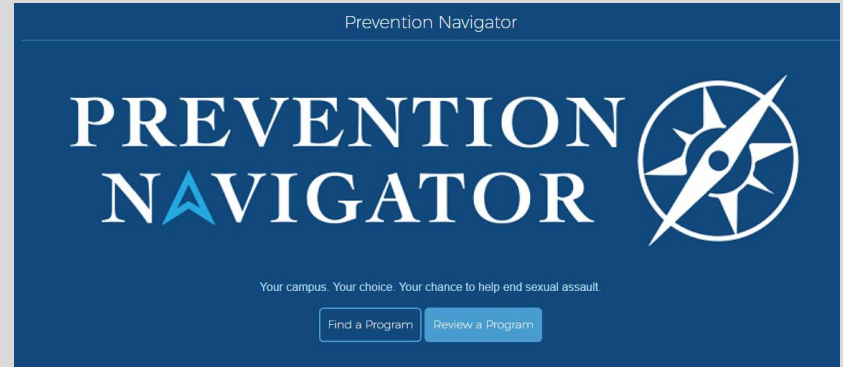 Prevention Navigator
PREVENTION
NAVIGATOR
Your campus. Your choice. Your chance to help end sexual assault.
Find a Program Review a Program